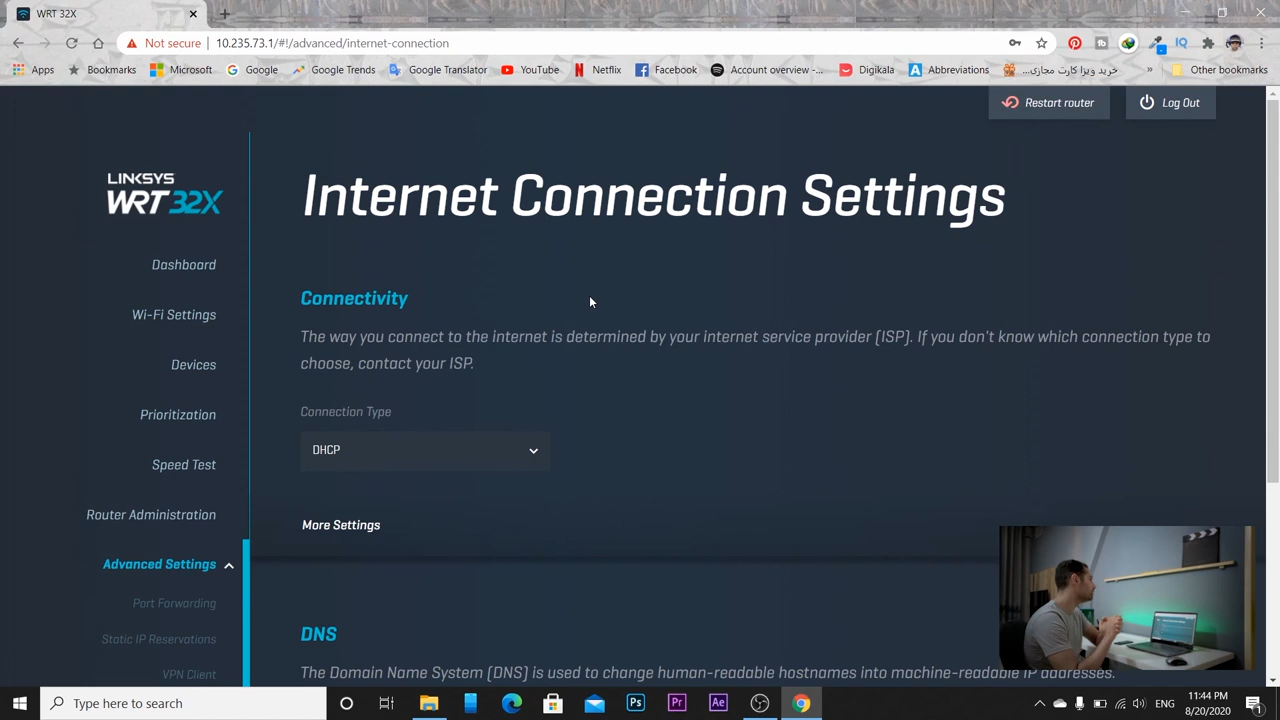 WRT 32X
Not secure 10.235.73.1/#!/advanced/internet-connection
Apps Bookmarks Microsoft Google Google Trends Google Translator YouTube Netflix Facebook Account overview -... Digikala Abbreviations خرید ویزا کارت مجازی... » Other bookmarks
Restart router Log Out
LINKSYS
WRT 32X
Dashboard
Wi-Fi Settings
Devices
Prioritization
Speed Test
Router Administration
Advanced Settings
Port Forwarding
Static IP Reservations
VPN Client
Internet Connection Settings
Connectivity
The way you connect to the internet is determined by your internet service provider (ISP). If you don't know which connection type to
choose, contact your ISP.
Connection Type
DHCP
More Settings
DNS
The Domain Name System (DNS) is used to change human-readable hostnames into machine-readable IP addresses.
Type here to search
Ps Pr Ae
ENG
11:44 PM
8/20/2020